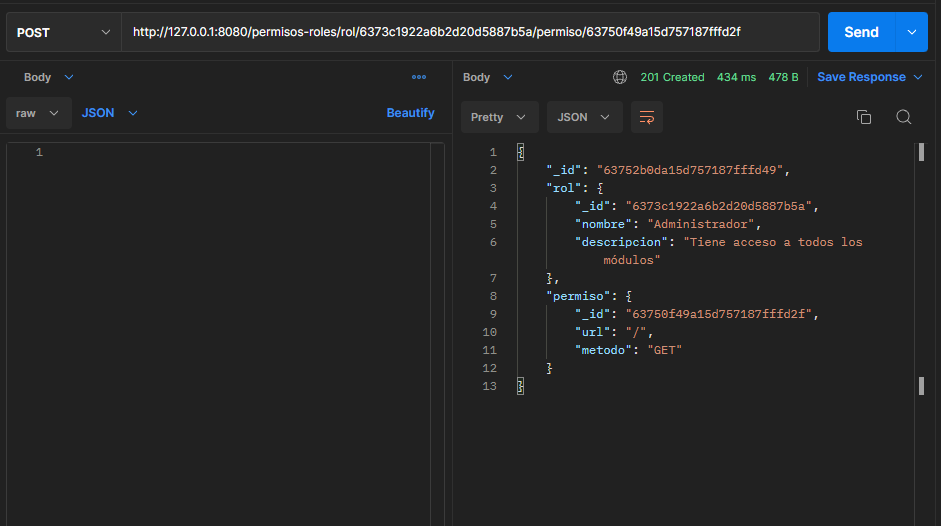 POST http://127.0.0.1:8080/permisos-roles/rol/6373c1922a6b2d20d5887b5a/permiso/63750f49a15d757187fffd2f Send
Body
raw JSON Beautify
1
Body 201 Created 434 ms 478 B Save Response
Pretty JSON
1 {
2 "_id": "63752b0da15d757187fffd49",
3 "rol": {
4 "_id": "6373c1922a6b2d20d5887b5a",
5 "nombre": "Administrador",
6 "descripcion": "Tiene acceso a todos los
módulos"
7 },
8 "permiso": {
9 "_id": "63750f49a15d757187fffd2f",
10 "url": "/",
11 "metodo": "GET"
12 }
13 }